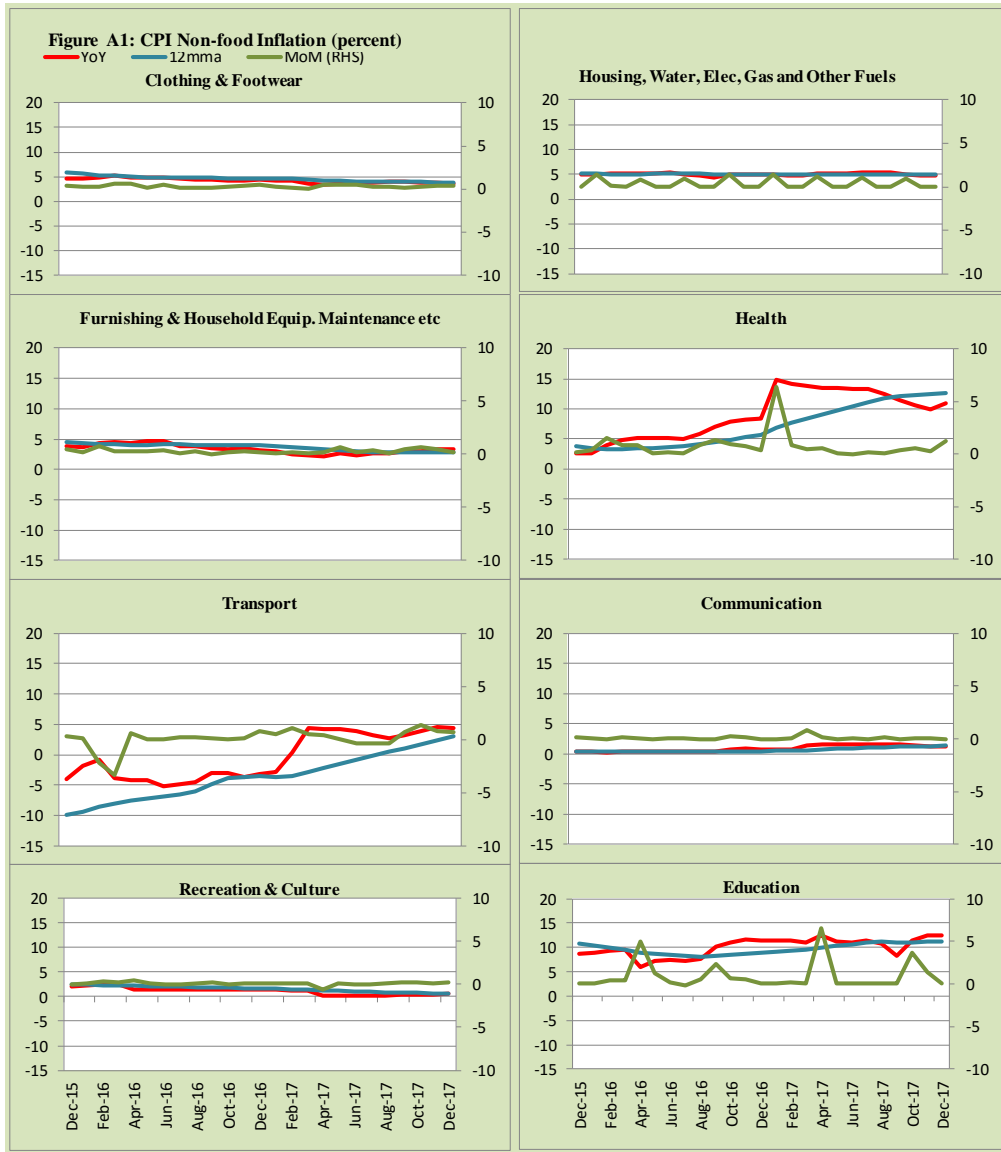 Figure A1: CPI Non-food Inflation (percent)
YoY 12mma MoM (RHS)
Clothing & Footwear
20
15
10
5
0
-5
-10
-15
10
5
0
-5
-10
Housing, Water, Elec, Gas and Other Fuels
20
15
10
5
0
-5
-10
-15
10
5
0
-5
-10
Furnishing & Household Equip. Maintenance etc
20
15
10
5
0
-5
-10
-15
10
5
0
-5
-10
Health
20
15
10
5
0
-5
-10
-15
10
5
0
-5
-10
Transport
20
15
10
5
0
-5
-10
-15
10
5
0
-5
-10
Communication
20
15
10
5
0
-5
-10
-15
10
5
0
-5
-10
Recreation & Culture
20
15
10
5
0
-5
-10
-15
10
5
0
-5
-10
Dec-15
Feb-16
Apr-16
Jun-16
Aug-16
Oct-16
Dec-16
Feb-17
Apr-17
Jun-17
Aug-17
Oct-17
Dec-17
Education
20
15
10
5
0
-5
-10
-15
10
5
0
-5
-10
Dec-15
Feb-16
Apr-16
Jun-16
Aug-16
Oct-16
Dec-16
Feb-17
Apr-17
Jun-17
Aug-17
Oct-17
Dec-17